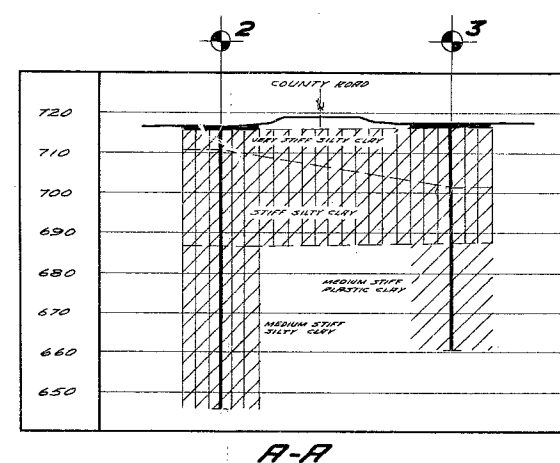 2 3
COUNTY ROAD
720
VERY STIFF SILTY CLAY
710
700
STIFF SILTY CLAY
690
680
MEDIUM STIFF
PLASTIC CLAY
670
MEDIUM STIFF
SILTY CLAY
660
650
A-A